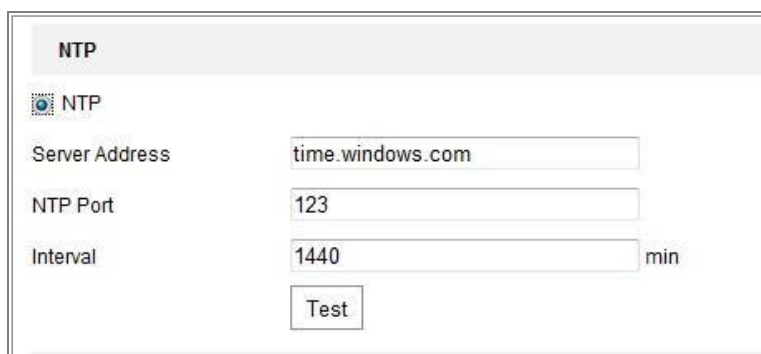 NTP
NTP
Server Address time.windows.com
NTP Port 123
Interval 1440 min
Test